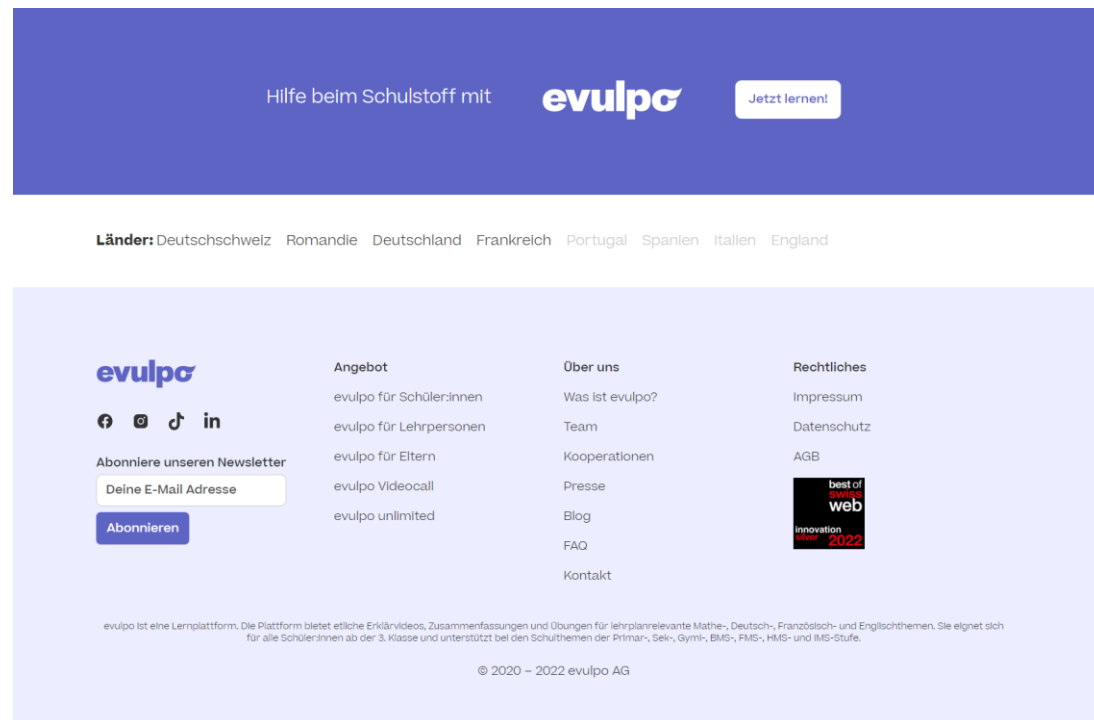 Hilfe beim Schulstoff mit evulpo Jetzt lernen!
Länder: Deutschschweiz Romandie Deutschland Frankreich Portugal Spanien Italien England
evulpo
Abonniere unseren Newsletter
Deine E-Mail Adresse
Abonnieren
Angebot
evulpo für Schüler:innen
evulpo für Lehrpersonen
evulpo für Eltern
evulpo Videocall
evulpo unlimited
Über uns
Was ist evulpo?
Team
Kooperationen
Presse
Blog
FAQ
Kontakt
Rechtliches
Impressum
Datenschutz
AGB
best of
swiss
web
innovation
silver 2022
evulpo ist eine Lernplattform. Die Plattform bietet etliche Erklärvideos, Zusammenfassungen und Übungen für lehrplanrelevante Mathe-, Deutsch-, Französisch- und Englischthemen. Sie eignet sich
für alle Schüler:innen ab der 3. Klasse und unterstützt bei den Schulthemen der Primar-, Sek-, Gymi-, BMS-, FMS-, HMS- und IMS-Stufe.
© 2020 – 2022 evulpo AG